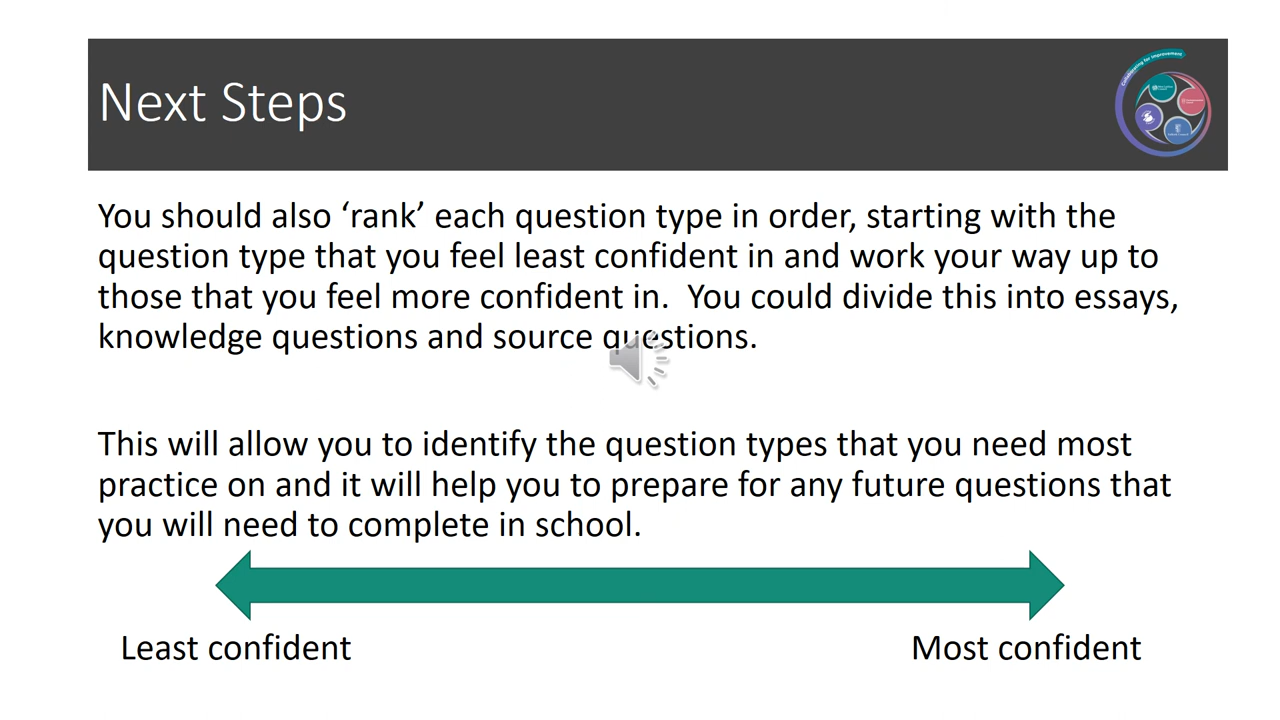 Next Steps
Collaborating for Improvement
You should also ‘rank’ each question type in order, starting with the
question type that you feel least confident in and work your way up to
those that you feel more confident in.  You could divide this into essays,
knowledge questions and source questions.
This will allow you to identify the question types that you need most
practice on and it will help you to prepare for any future questions that
you will need to complete in school.
Least confident
Most confident